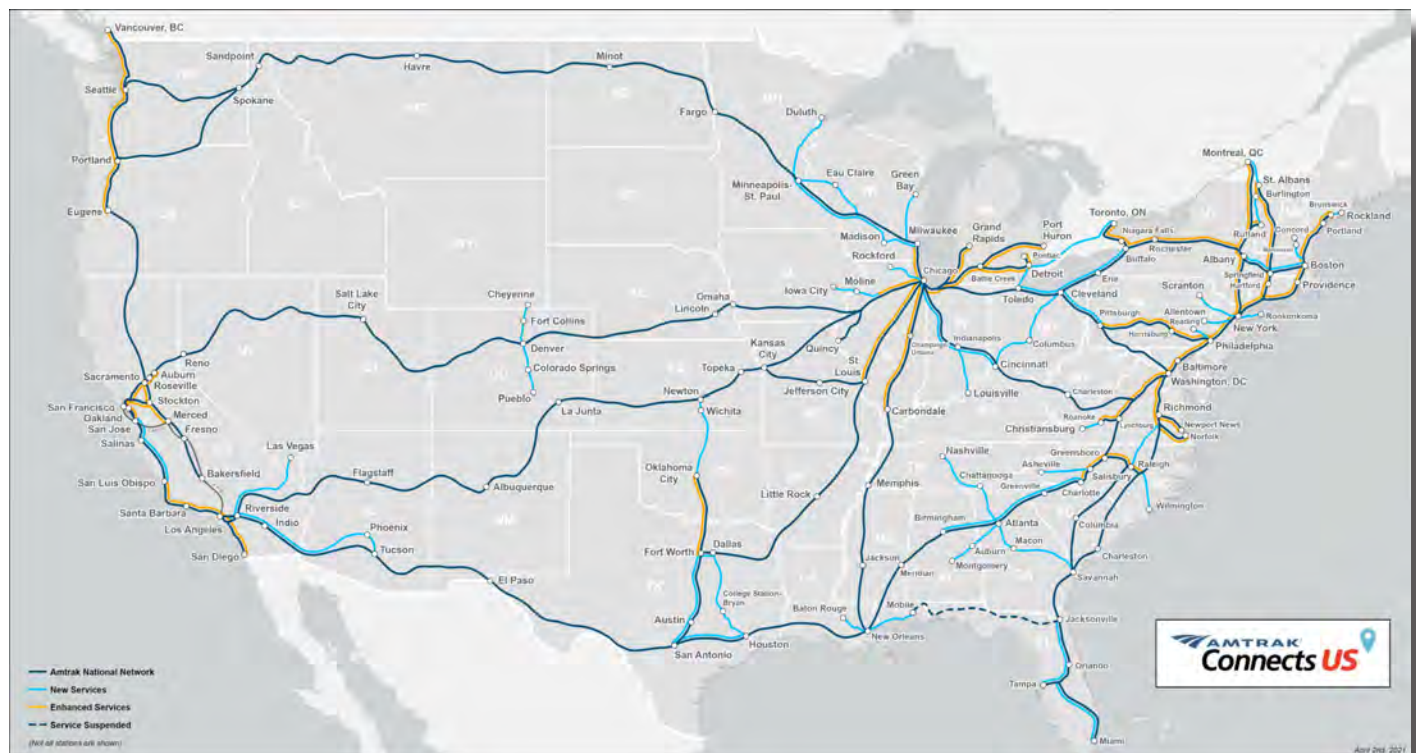 Vancouver, BC
Seattle
Sandpoint
Spokane
Havre
Minot
Fargo
Duluth
Portland
Eugene
Minneapolis-
St. Paul
Eau Claire
Green
Bay
Milwaukee
Madison
Rockford
Chicago
Grand
Rapids
Port
Huron
Pontiac
Battle Creek
Detroit
Toledo
Toronto, ON
Niagara Falls
Rochester
Buffalo
Erie
Cleveland
Montreal, QC
St. Albans
Burlington
Rutland
Brunswick
Rockland
Portland
Concord
Boston
Albany
Springfield
Hartford
Providence
Scranton
Allentown
Reading
New York
Ronkonkoma
Pittsburgh
Harrisburg
Philadelphia
Baltimore
Washington, DC
Salt Lake
City
Cheyenne
Fort Collins
Denver
Colorado Springs
Pueblo
Omaha
Lincoln
Iowa City
Moline
Quincy
Kansas
City
Topeka
St
Louis
Jefferson City
Champaign
Urbana
Indianapolis
Columbus
Cincinnati
Louisville
Charleston
Carbondale
Reno
Auburn
Sacramento
Roseville
Stockton
San Francisco
Oakland
San Jose
Merced
Fresno
Salinas
Bakersfield
Las Vegas
San Luis Obispo
Santa Barbara
Los Angeles
Riverside
Indio
San Diego
Phoenix
Tucson
Flagstaff
Albuquerque
La Junta
Newton
Wichita
Oklahoma
City
Fort Worth
Dallas
El Paso
Austin
College Station-
Bryan
San Antonio
Houston
Little Rock
Memphis
Jackson
Baton Rouge
New Orleans
Mobile
Meridian
Birmingham
Nashville
Chattanooga
Atlanta
Auburn
Montgomery
Macon
Greenville
Asheville
Charlotte
Salisbury
Greensboro
Raleigh
Roanoke
Christiansburg
Lynchburg
Richmond
Newport News
Norfolk
Wilmington
Columbia
Charleston
Savannah
Jacksonville
Orlando
Tampa
Miami
Amtrak National Network
New Services
Enhanced Services
Service Suspended
(Not all stations are shown)
AMTRAK
Connects US
April 2nd, 2021